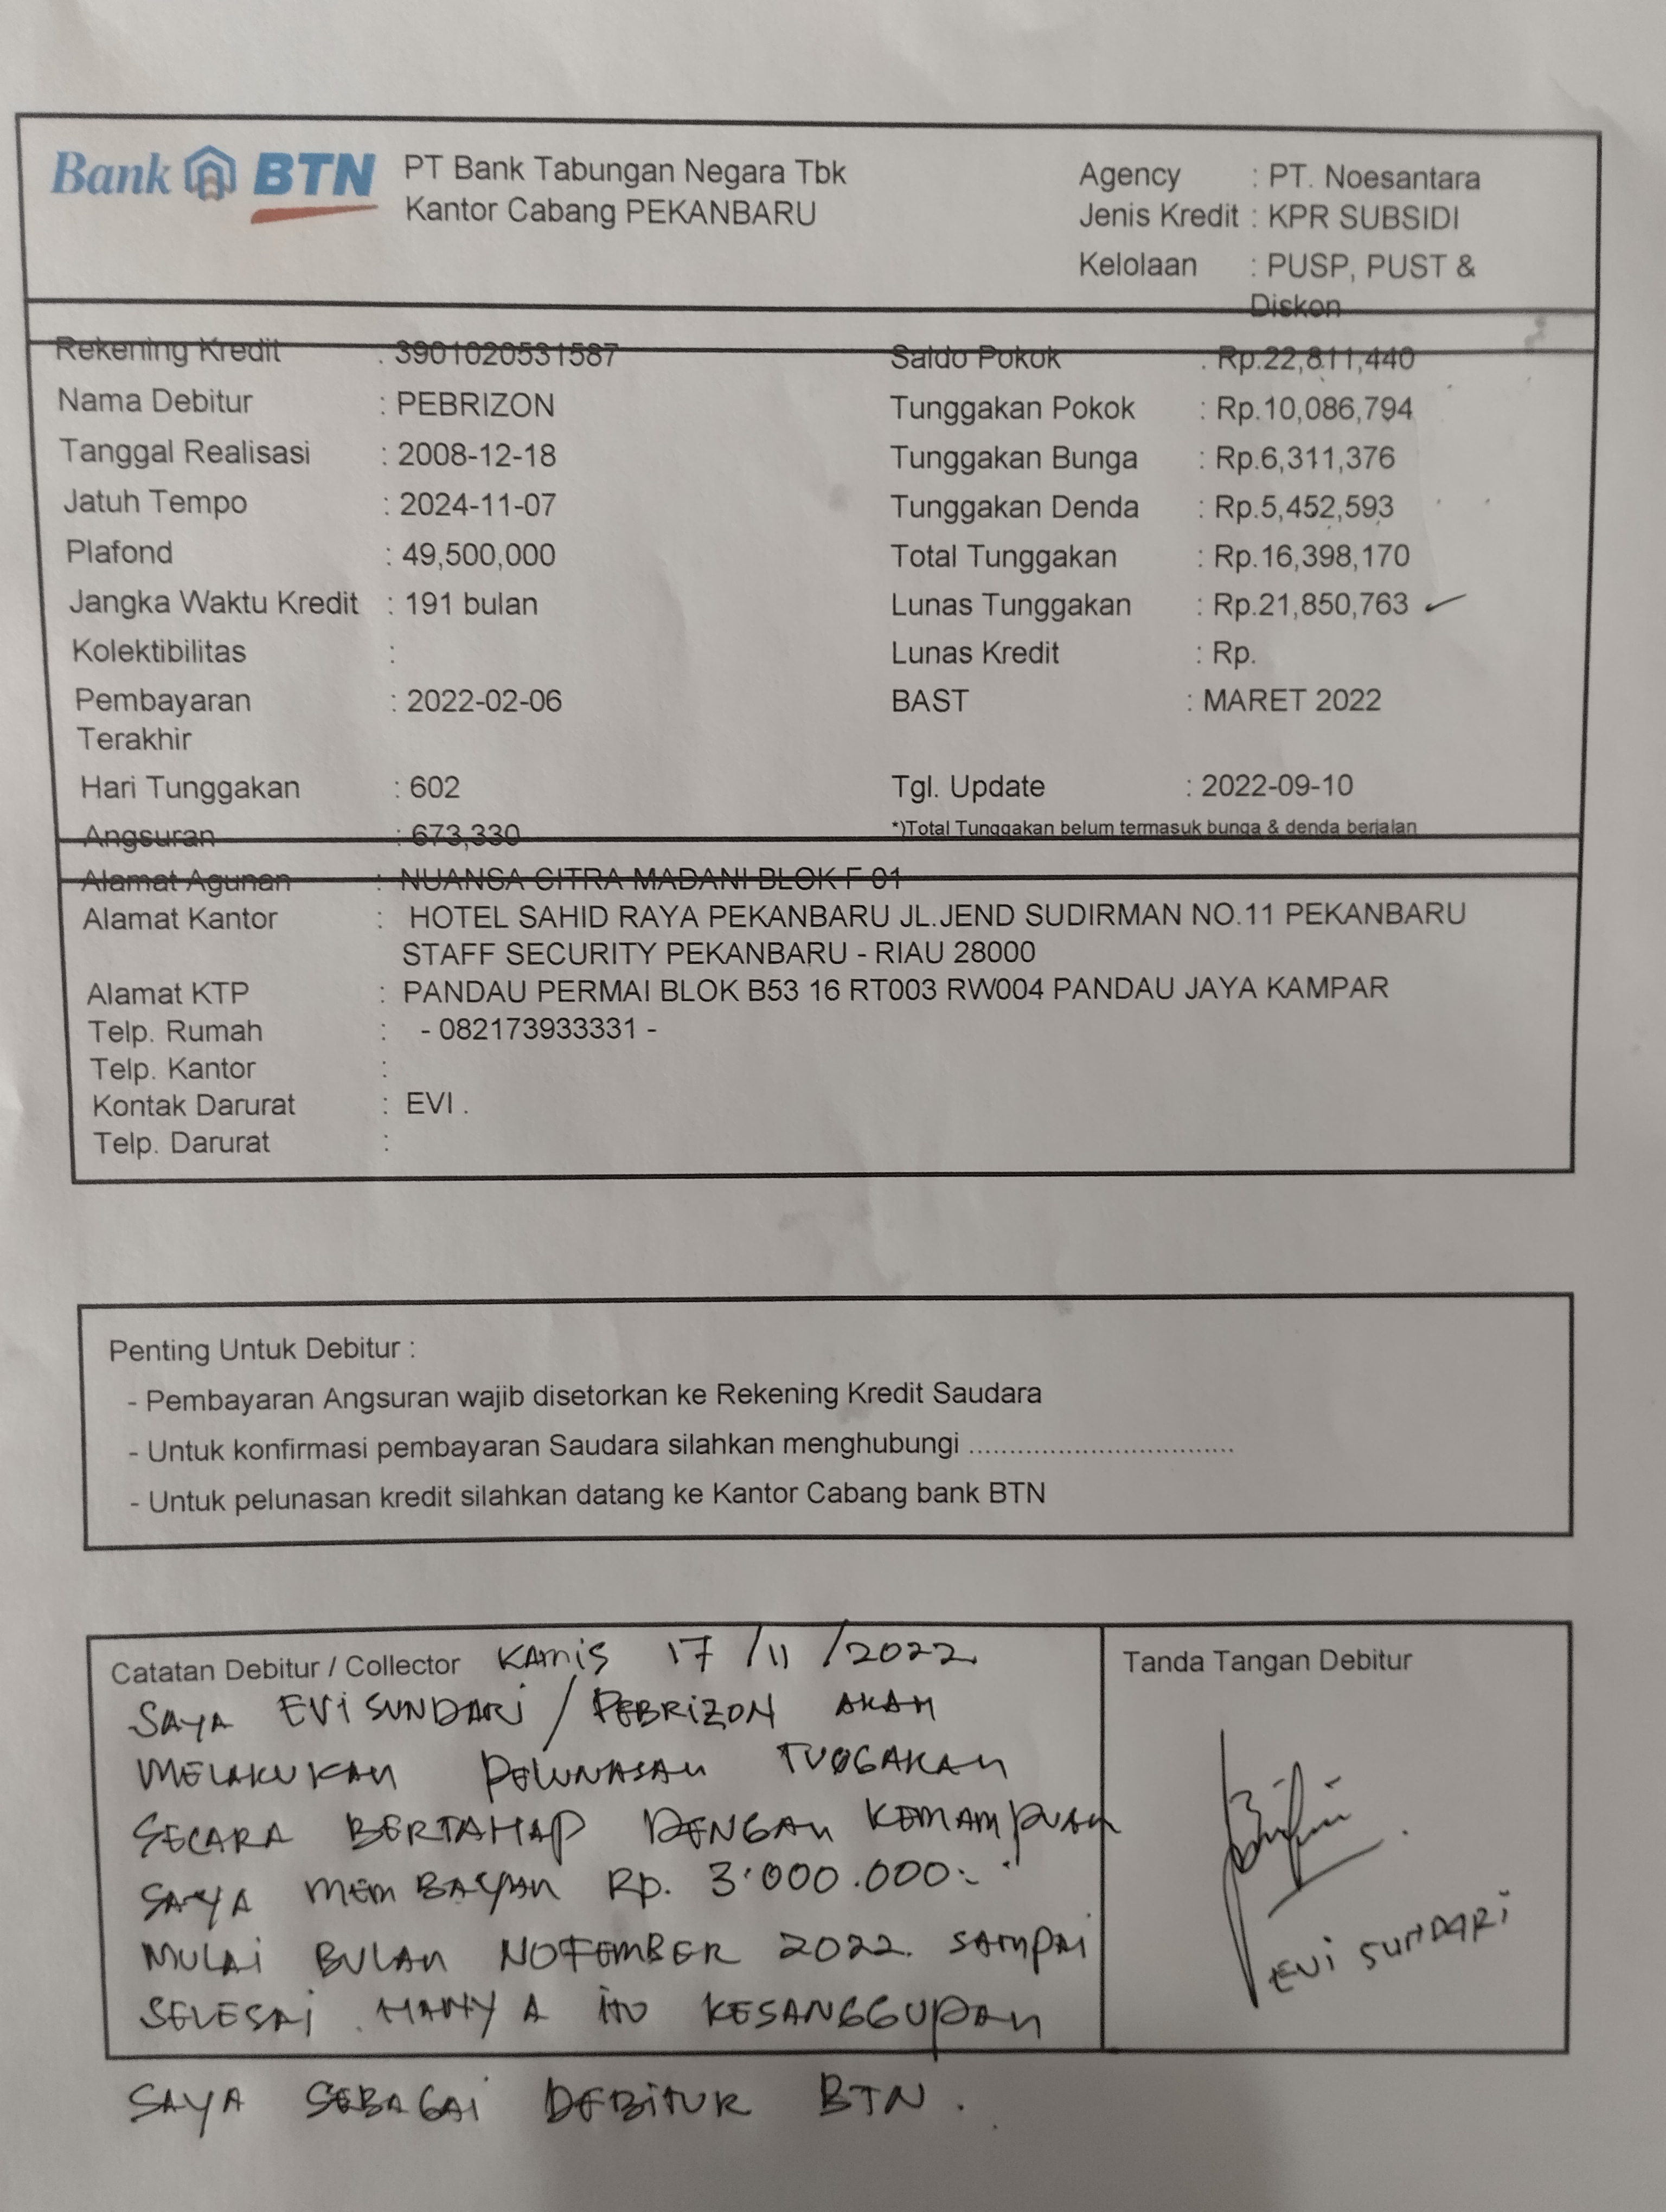 Bank BTN PT Bank Tabungan Negara Tbk
Kantor Cabang PEKANBARU
Agency : PT. Noesantara
Jenis Kredit : KPR SUBSIDI
Kelolaan : PUSP, PUST &
Diskon
Rekening Kredit : 3901020531587
Nama Debitur : PEBRIZON
Tanggal Realisasi : 2008-12-18
Jatuh Tempo : 2024-11-07
Plafond : 49,500,000
Jangka Waktu Kredit : 191 bulan
Kolektibilitas :
Pembayaran : 2022-02-06
Terakhir
Hari Tunggakan : 602
Angsuran : 673,330
Saldo Pokok : Rp.22,811,440
Tunggakan Pokok : Rp.10,086,794
Tunggakan Bunga : Rp.6,311,376
Tunggakan Denda : Rp.5,452,593
Total Tunggakan : Rp.16,398,170
Lunas Tunggakan : Rp.21,850,763
Lunas Kredit : Rp.
BAST : MARET 2022
Tgl. Update : 2022-09-10
*)Total Tunggakan belum termasuk bunga & denda berjalan
Alamat Agunan : NUANSA CITRA MADANI BLOK F 01
Alamat Kantor : HOTEL SAHID RAYA PEKANBARU JL.JEND SUDIRMAN NO.11 PEKANBARU
STAFF SECURITY PEKANBARU - RIAU 28000
Alamat KTP : PANDAU PERMAI BLOK B53 16 RT003 RW004 PANDAU JAYA KAMPAR
Telp. Rumah : - 082173933331 -
Telp. Kantor :
Kontak Darurat : EVI .
Telp. Darurat :
Penting Untuk Debitur :
- Pembayaran Angsuran wajib disetorkan ke Rekening Kredit Saudara
- Untuk konfirmasi pembayaran Saudara silahkan menghubungi .................................
- Untuk pelunasan kredit silahkan datang ke Kantor Cabang bank BTN
Catatan Debitur / Collector KAMIS 17/11/2022
SAYA EVI SUNDARI / PEBRIZON AKAN
MELAKUKAN PELUNASAN TUOGAKAN
SECARA BERTAHAP DENGAN KEMAMPUAN
SAYA MEMBAYAR Rp. 3.000.000.-
MULAI BULAN NOFEMBER 2022. SAMPAI
SELESAI. HANYA ITU KESANGGUPAN
SAYA SEBAGAI DEBITUR BTN.
Tanda Tangan Debitur
EVI SUNDARI